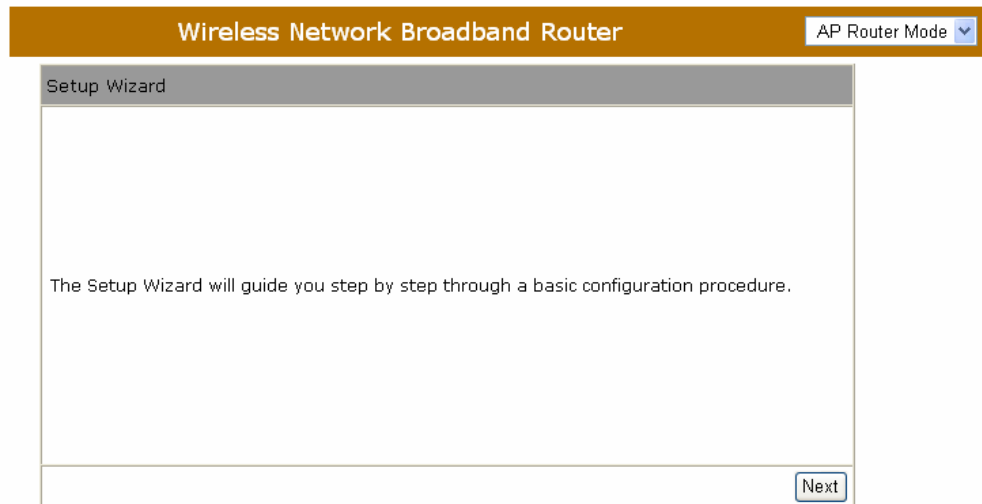 Wireless Network Broadband Router
AP Router Mode
Setup Wizard
The Setup Wizard will guide you step by step through a basic configuration procedure.
Next